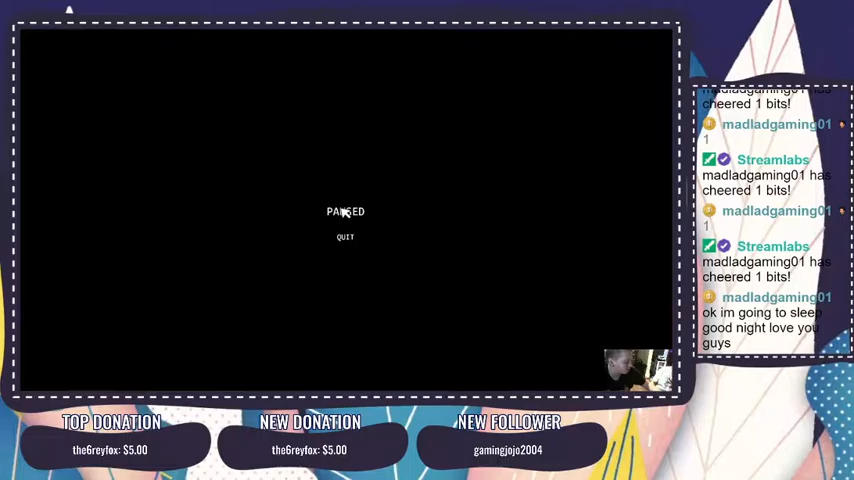 PAUSED
QUIT
cheered 1 bits!
madladgaming01
1
Streamlabs
madladgaming01 has
cheered 1 bits!
madladgaming01
1
Streamlabs
madladgaming01 has
cheered 1 bits!
madladgaming01
ok im going to sleep
good night love you
guys
TOP DONATION
the6reyfox: $5.00
NEW DONATION
the6reyfox: $5.00
NEW FOLLOWER
gamingjojo2004